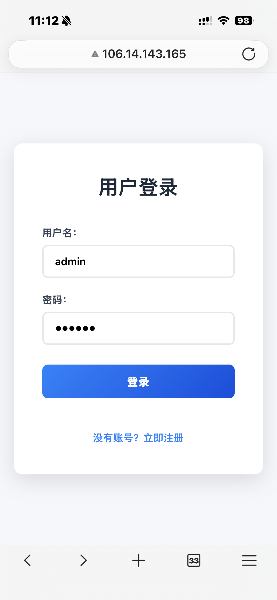 11:12
98
106.14.143.165
用户登录
用户名：
admin
密码：
••••••
登录
没有账号？立即注册
33